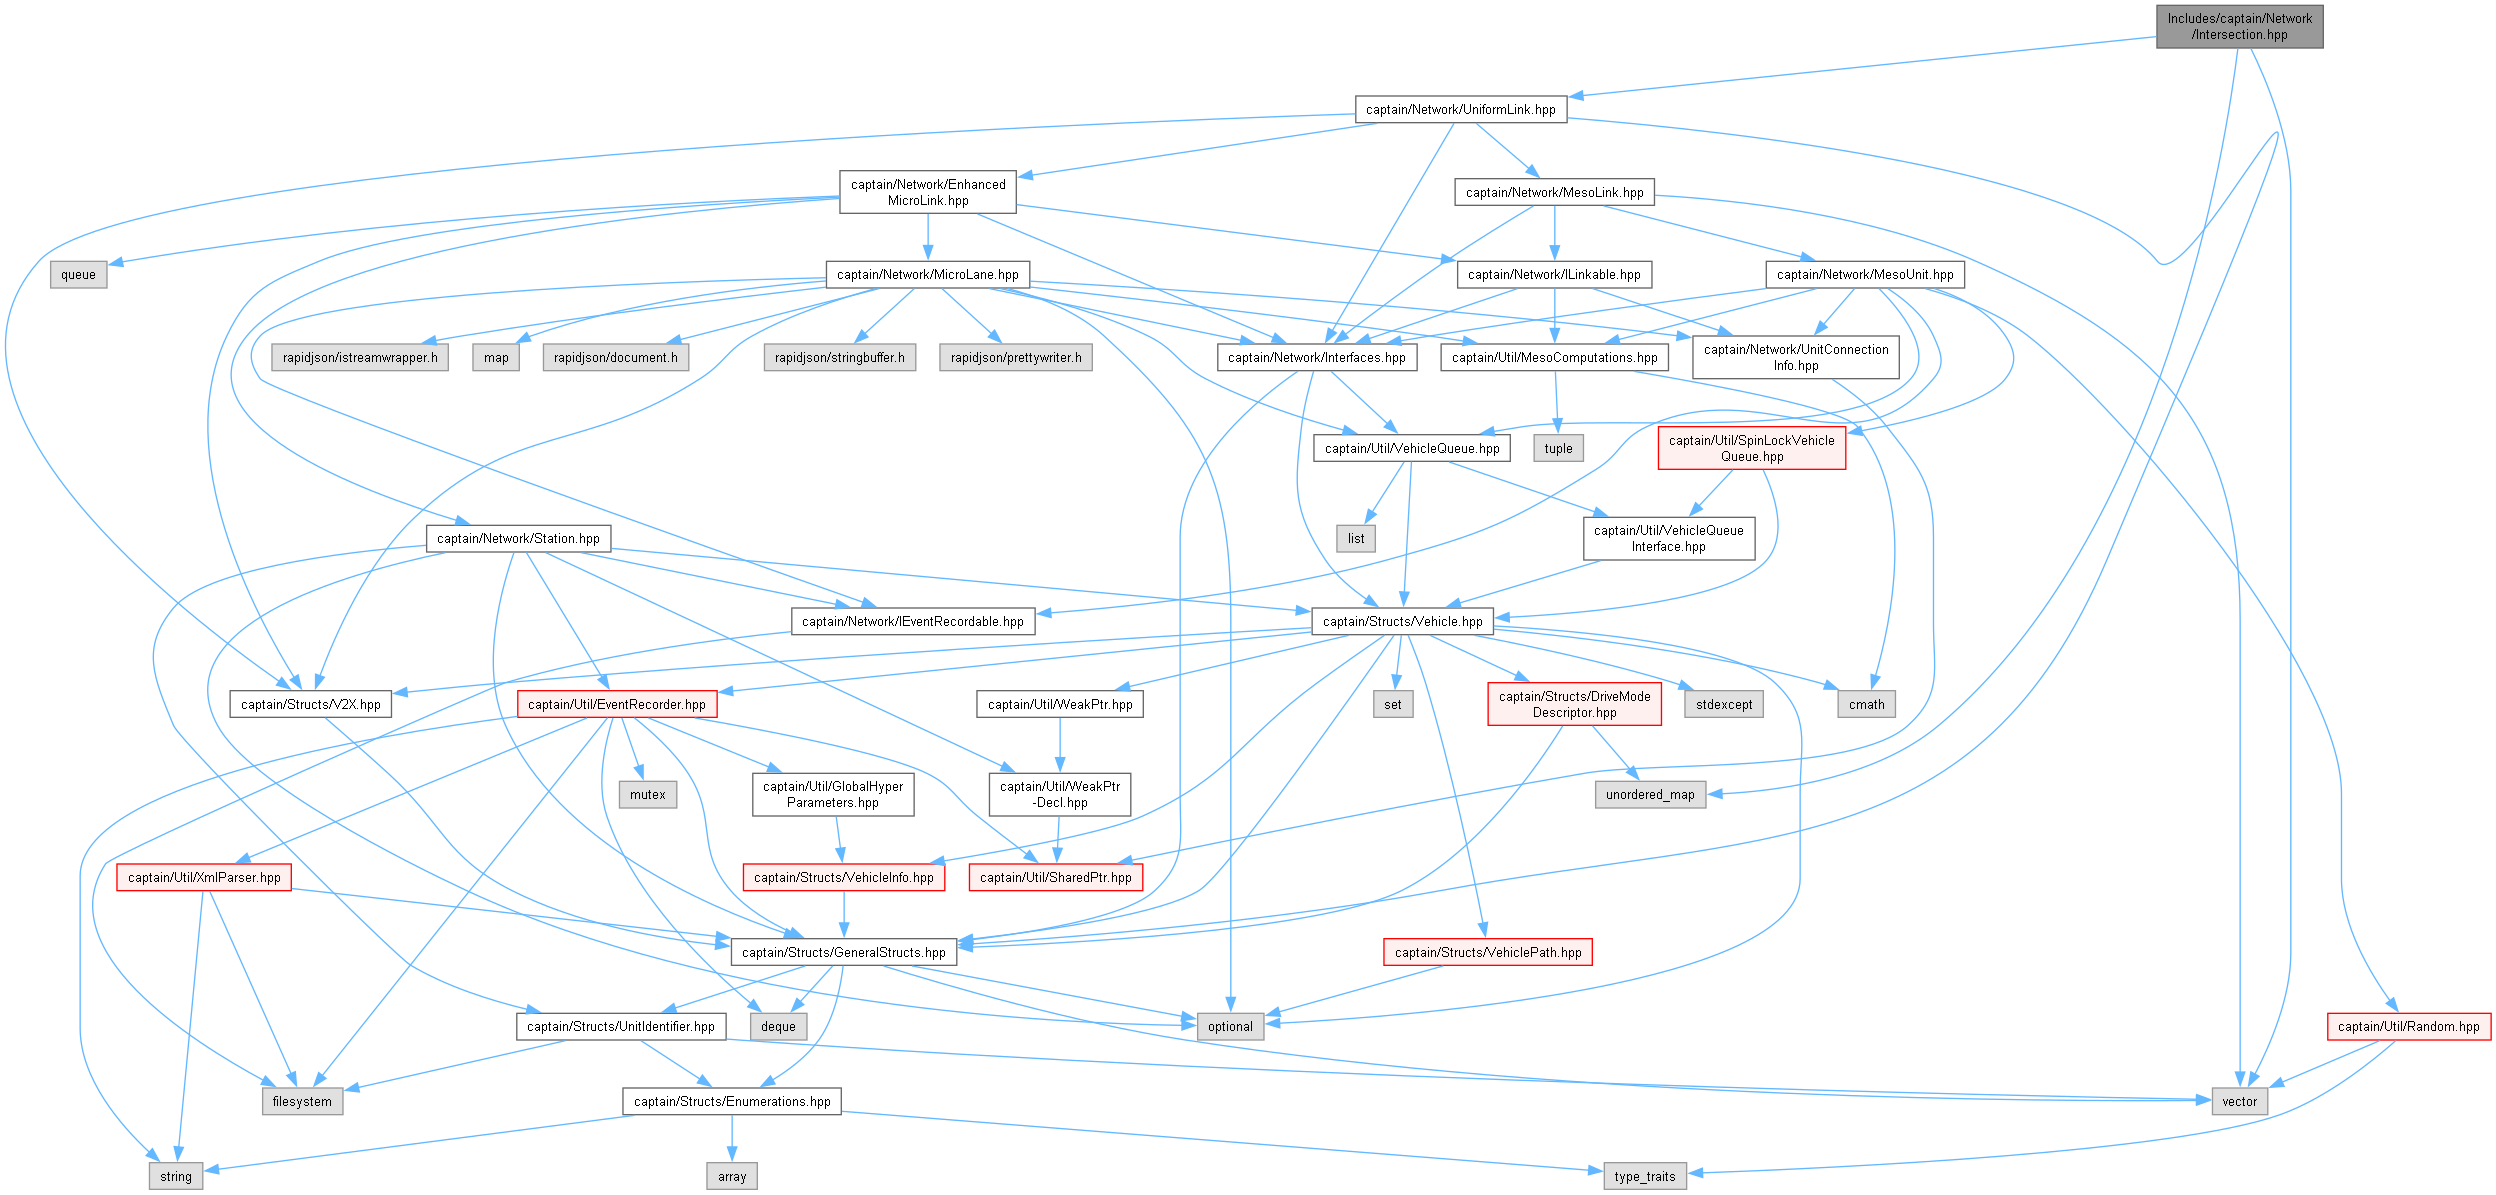 Includes/captain/Network
/Intersection.hpp
captain/Network/UniformLink.hpp
captain/Network/Enhanced
MicroLink.hpp
captain/Network/MesoLink.hpp
queue
captain/Network/MicroLane.hpp
captain/Network/ILinkable.hpp
captain/Network/MesoUnit.hpp
rapidjson/istreamwrapper.h
map
rapidjson/document.h
rapidjson/stringbuffer.h
rapidjson/prettywriter.h
captain/Network/Interfaces.hpp
captain/Util/MesoComputations.hpp
captain/Network/UnitConnection
Info.hpp
captain/Util/VehicleQueue.hpp
tuple
captain/Util/SpinLockVehicle
Queue.hpp
captain/Network/Station.hpp
list
captain/Util/VehicleQueue
Interface.hpp
captain/Network/IEventRecordable.hpp
captain/Structs/Vehicle.hpp
captain/Structs/V2X.hpp
captain/Util/EventRecorder.hpp
captain/Util/WeakPtr.hpp
set
captain/Structs/DriveMode
Descriptor.hpp
stdexcept
cmath
mutex
captain/Util/GlobalHyper
Parameters.hpp
captain/Util/WeakPtr
-Decl.hpp
unordered_map
captain/Util/XmlParser.hpp
captain/Structs/VehicleInfo.hpp
captain/Util/SharedPtr.hpp
captain/Structs/GeneralStructs.hpp
captain/Structs/VehiclePath.hpp
captain/Structs/UnitIdentifier.hpp
deque
optional
captain/Util/Random.hpp
filesystem
captain/Structs/Enumerations.hpp
vector
string
array
type_traits